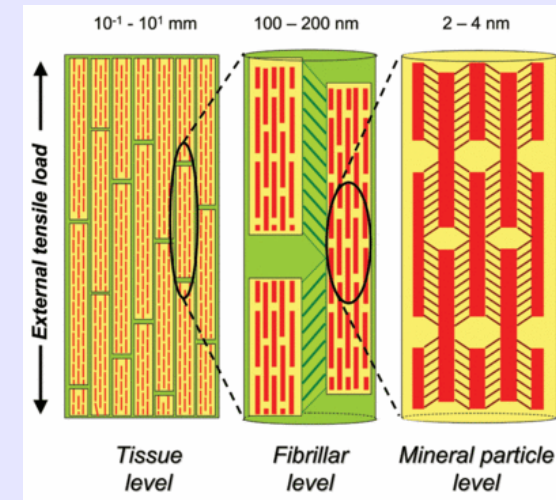 10⁻¹ - 10¹ mm
100 – 200 nm
2 – 4 nm
External tensile load
Tissue
level
Fibrillar
level
Mineral particle
level